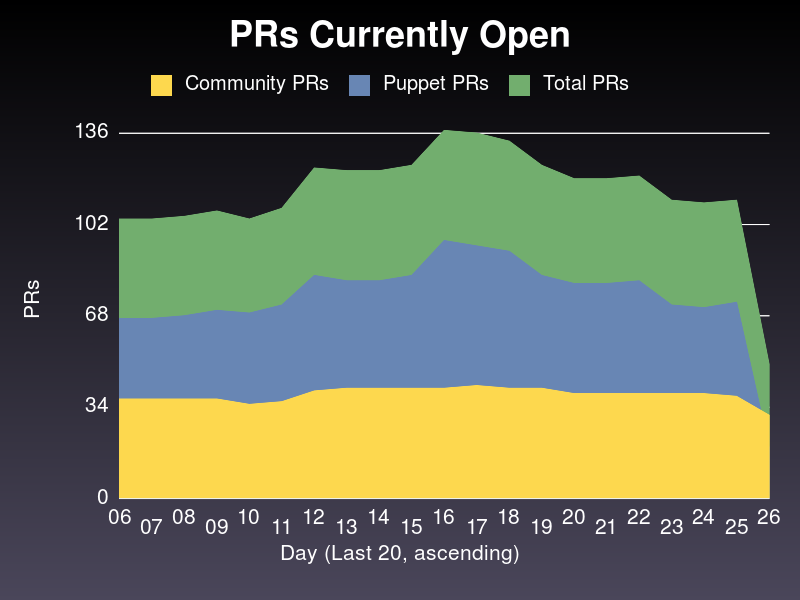 PRs Currently Open
Community PRs Puppet PRs Total PRs
136
102
68
34
0
PRs
06 07 08 09 10 11 12 13 14 15 16 17 18 19 20 21 22 23 24 25 26
Day (Last 20, ascending)